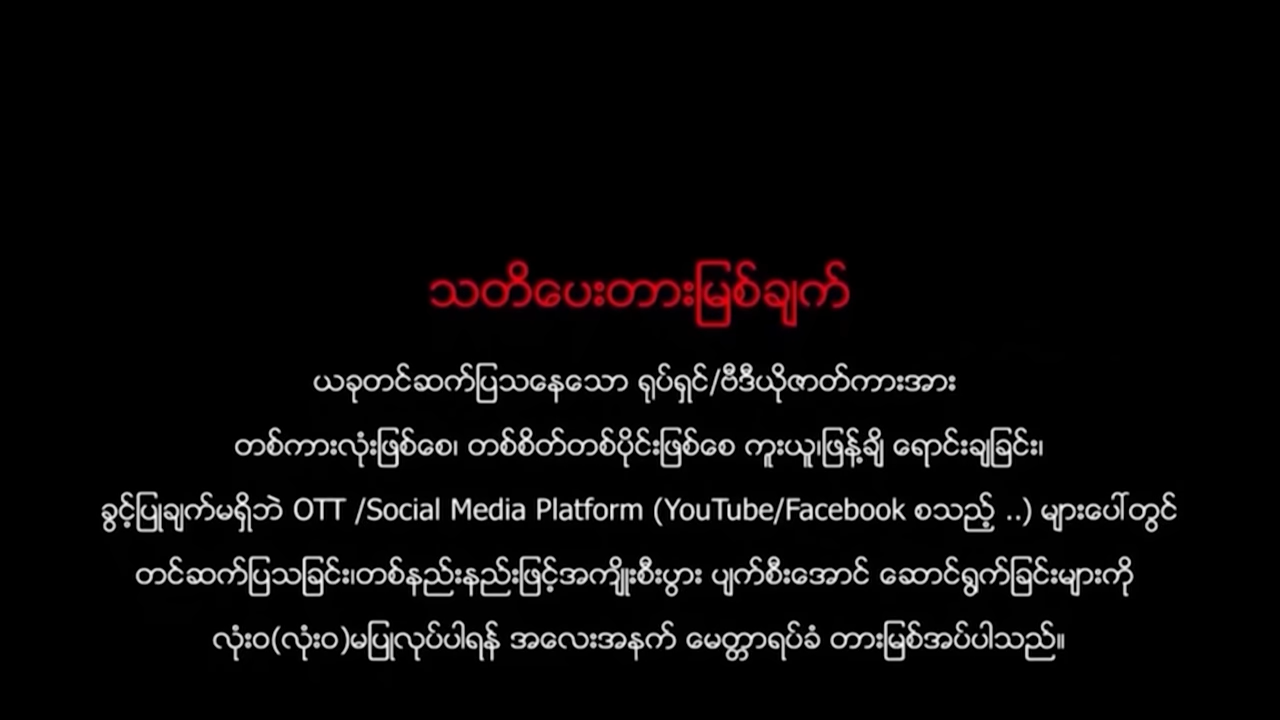 သတိပေးတားမြစ်ချက်
ယခုတင်ဆက်ပြသနေသော ရုပ်ရှင်/ဗီဒီယိုဇာတ်ကားအား
တစ်ကားလုံးဖြစ်စေ၊ တစ်စိတ်တစ်ပိုင်းဖြစ်စေ ကူးယူ၊ဖြန့်ချိ ရောင်းချခြင်း၊
ခွင့်ပြုချက်မရှိဘဲ OTT /Social Media Platform (YouTube/Facebook စသည့် ..) များပေါ်တွင်
တင်ဆက်ပြသခြင်း၊တစ်နည်းနည်းဖြင့်အကျိုးစီးပွား ပျက်စီးအောင် ဆောင်ရွက်ခြင်းများကို
လုံးဝ(လုံးဝ)မပြုလုပ်ပါရန် အလေးအနက် မေတ္တာရပ်ခံ တားမြစ်အပ်ပါသည်။